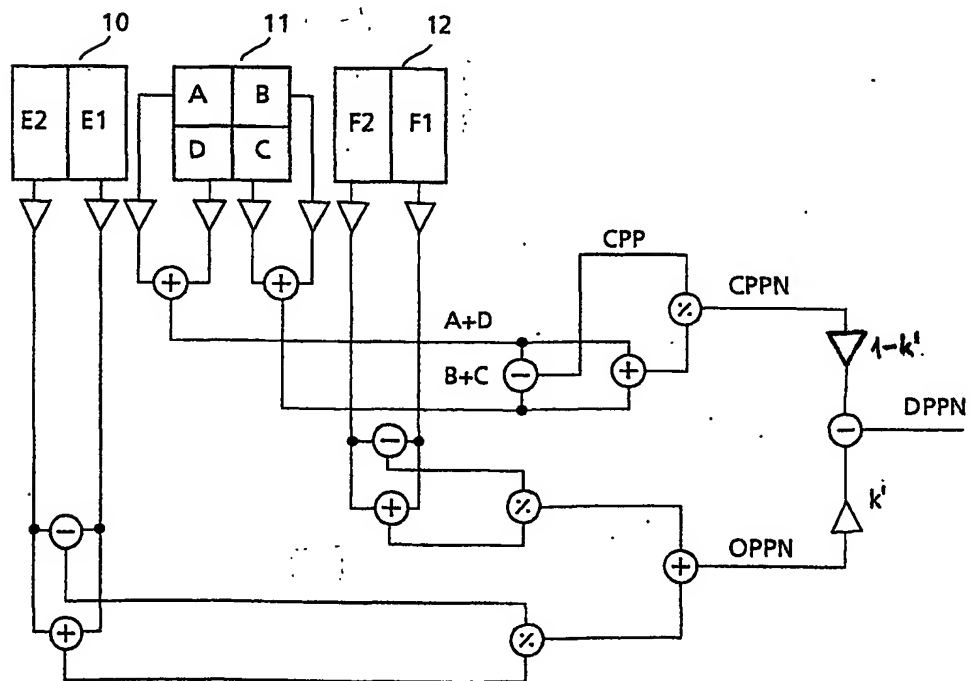 10 11 12
E2 E1 A B F2 F1
D C
+ +
CPP
% CPPN
A+D
1-k'
B+C - +
DPPN
-
-
+ % k'
- OPPN
+
+ %